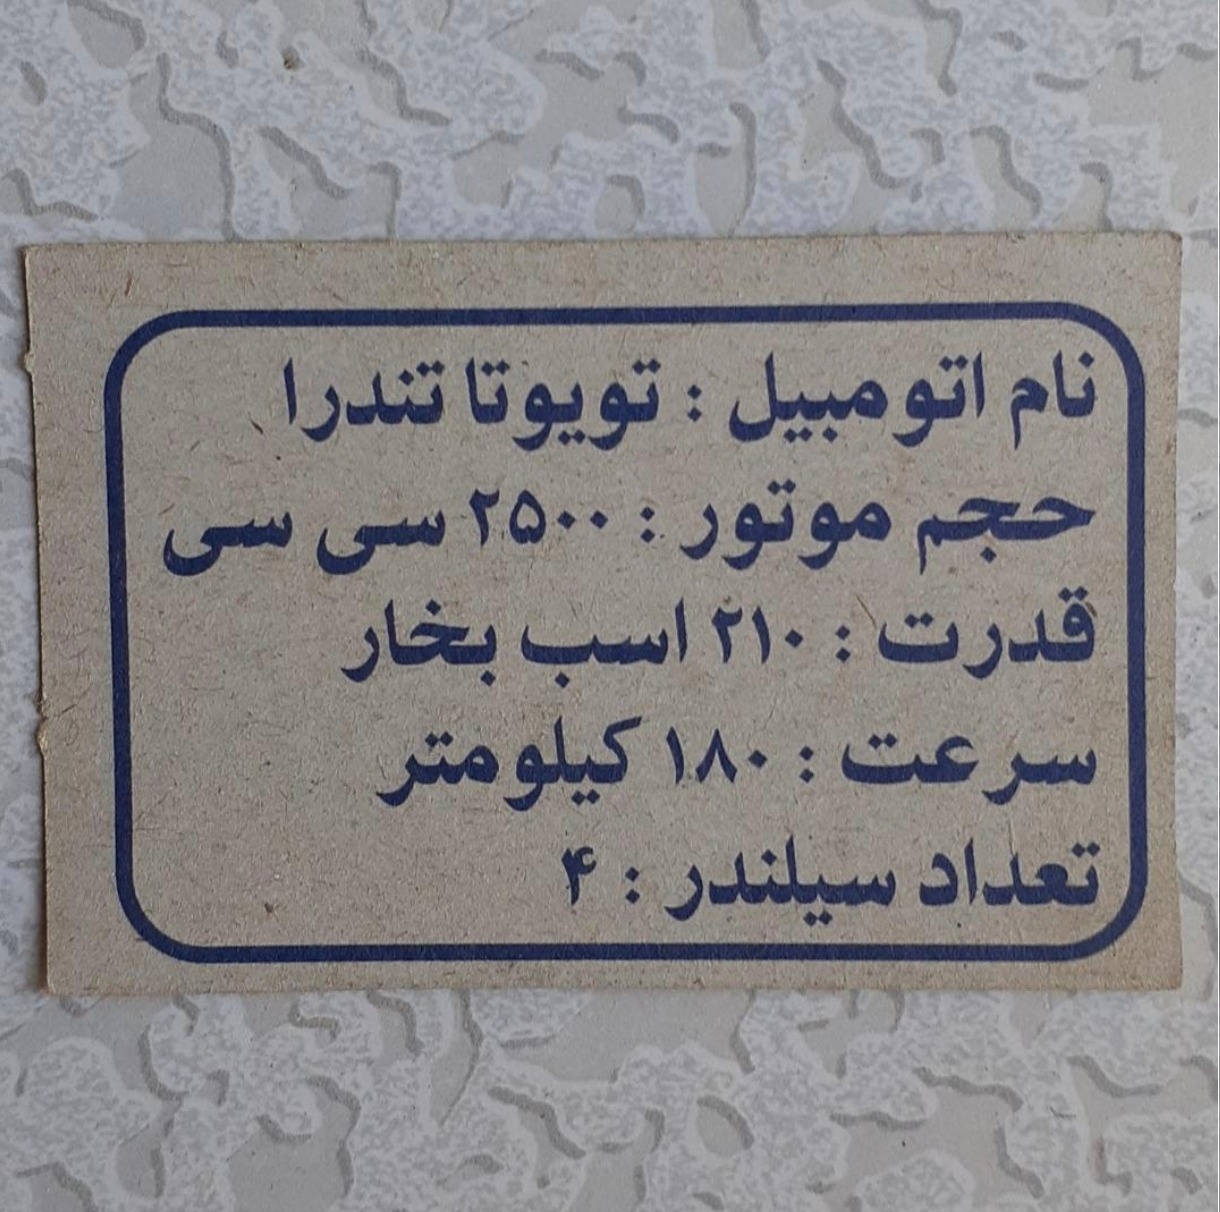 نام اتومبیل : تویوتا تندرا
حجم موتور : ۲۵۰۰ سی سی
قدرت : ۲۱۰ اسب بخار
سرعت : ۱۸۰ کیلومتر
تعداد سیلندر : ۴